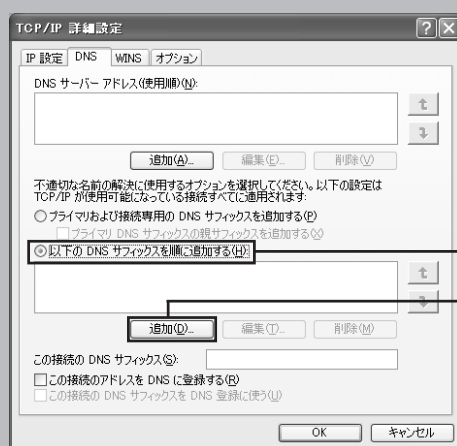 TCP/IP 詳細設定
IP 設定 DNS WINS オプション
DNS サーバー アドレス(使用順)(N):
追加(A)... 編集(E)... 削除(V)
不適切な名前の解決に使用するオプションを選択してください。以下の設定は
TCP/IP が使用可能になっている接続すべてに適用されます:
プライマリおよび接続専用の DNS サフィックスを追加する(P)
プライマリ DNS サフィックスの親サフィックスを追加する(X)
以下の DNS サフィックスを順に追加する(H):
追加(D)... 編集(T)... 削除(M)
この接続の DNS サフィックス(S):
この接続のアドレスを DNS に登録する(R)
この接続の DNS サフィックスを DNS 登録に使う(U)
OK キャンセル